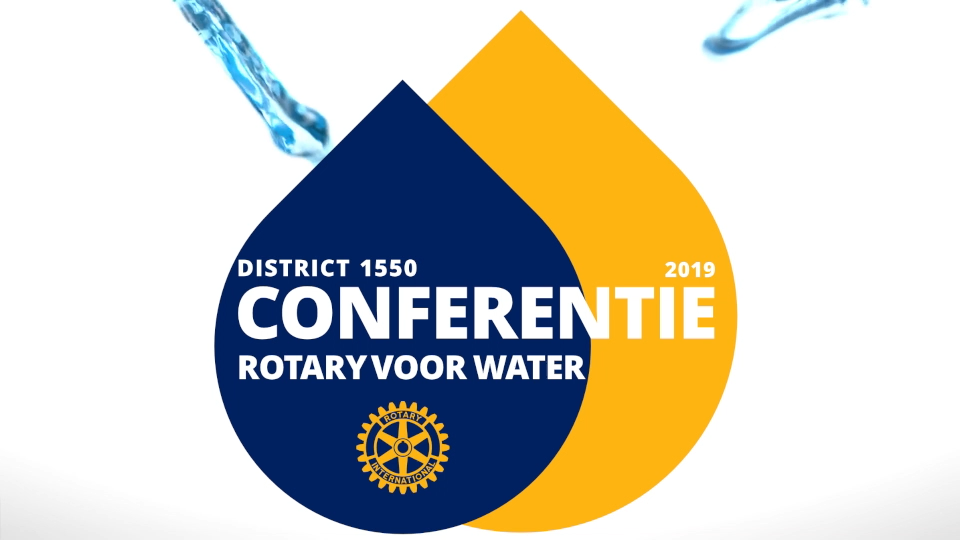 DISTRICT 1550
2019
CONFERENTIE
ROTARY VOOR WATER
ROTARY
INTERNATIONAL